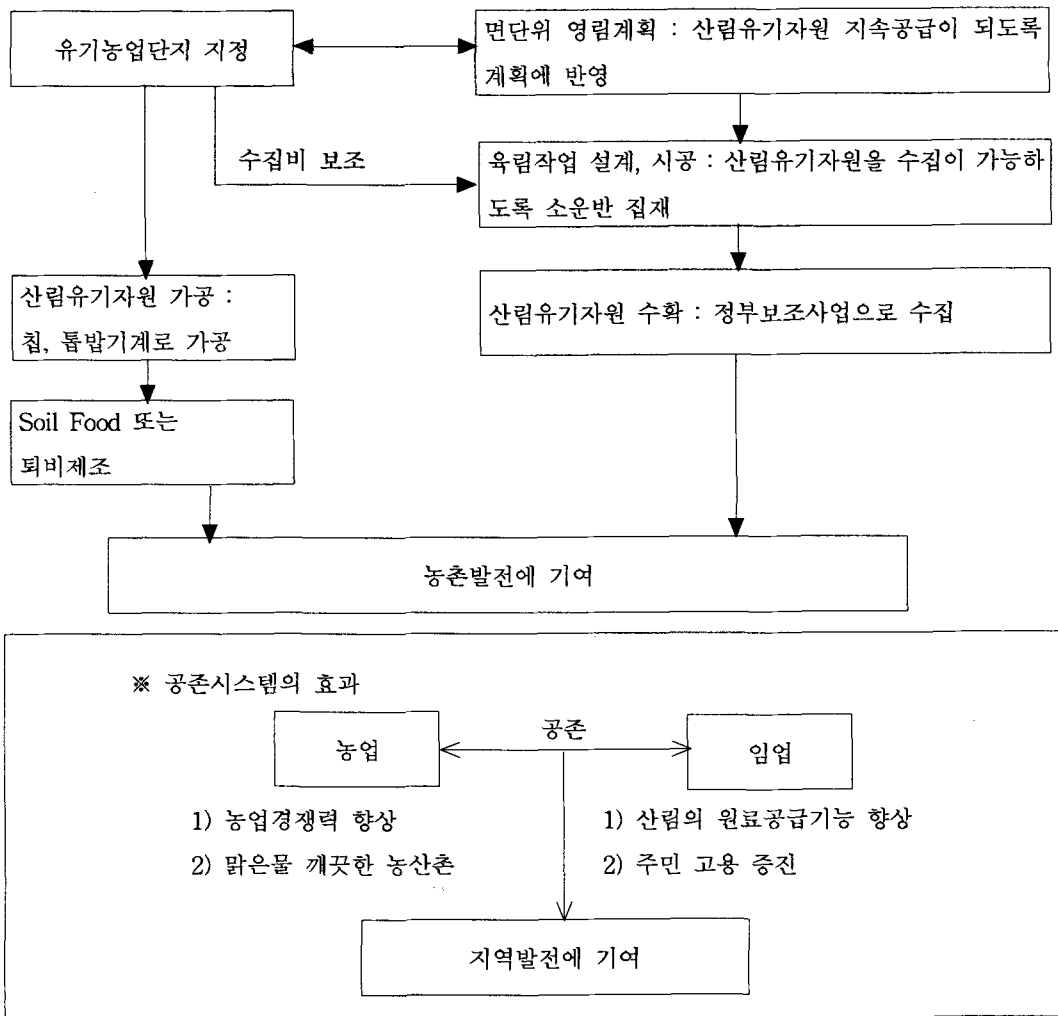 유기농업단지 지정
면단위 영림계획 : 산림유기자원 지속공급이 되도록
계획에 반영
수집비 보조
육림작업 설계, 시공 : 산림유기자원을 수집이 가능하
도록 소운반 집재
산림유기자원 가공 :
칩, 톱밥기계로 가공
산림유기자원 수확 : 정부보조사업으로 수집
Soil Food 또는
퇴비제조
농촌발전에 기여
※ 공존시스템의 효과
농업
공존
임업
1) 농업경쟁력 향상
2) 맑은물 깨끗한 농산촌
1) 산림의 원료공급기능 향상
2) 주민 고용 증진
지역발전에 기여